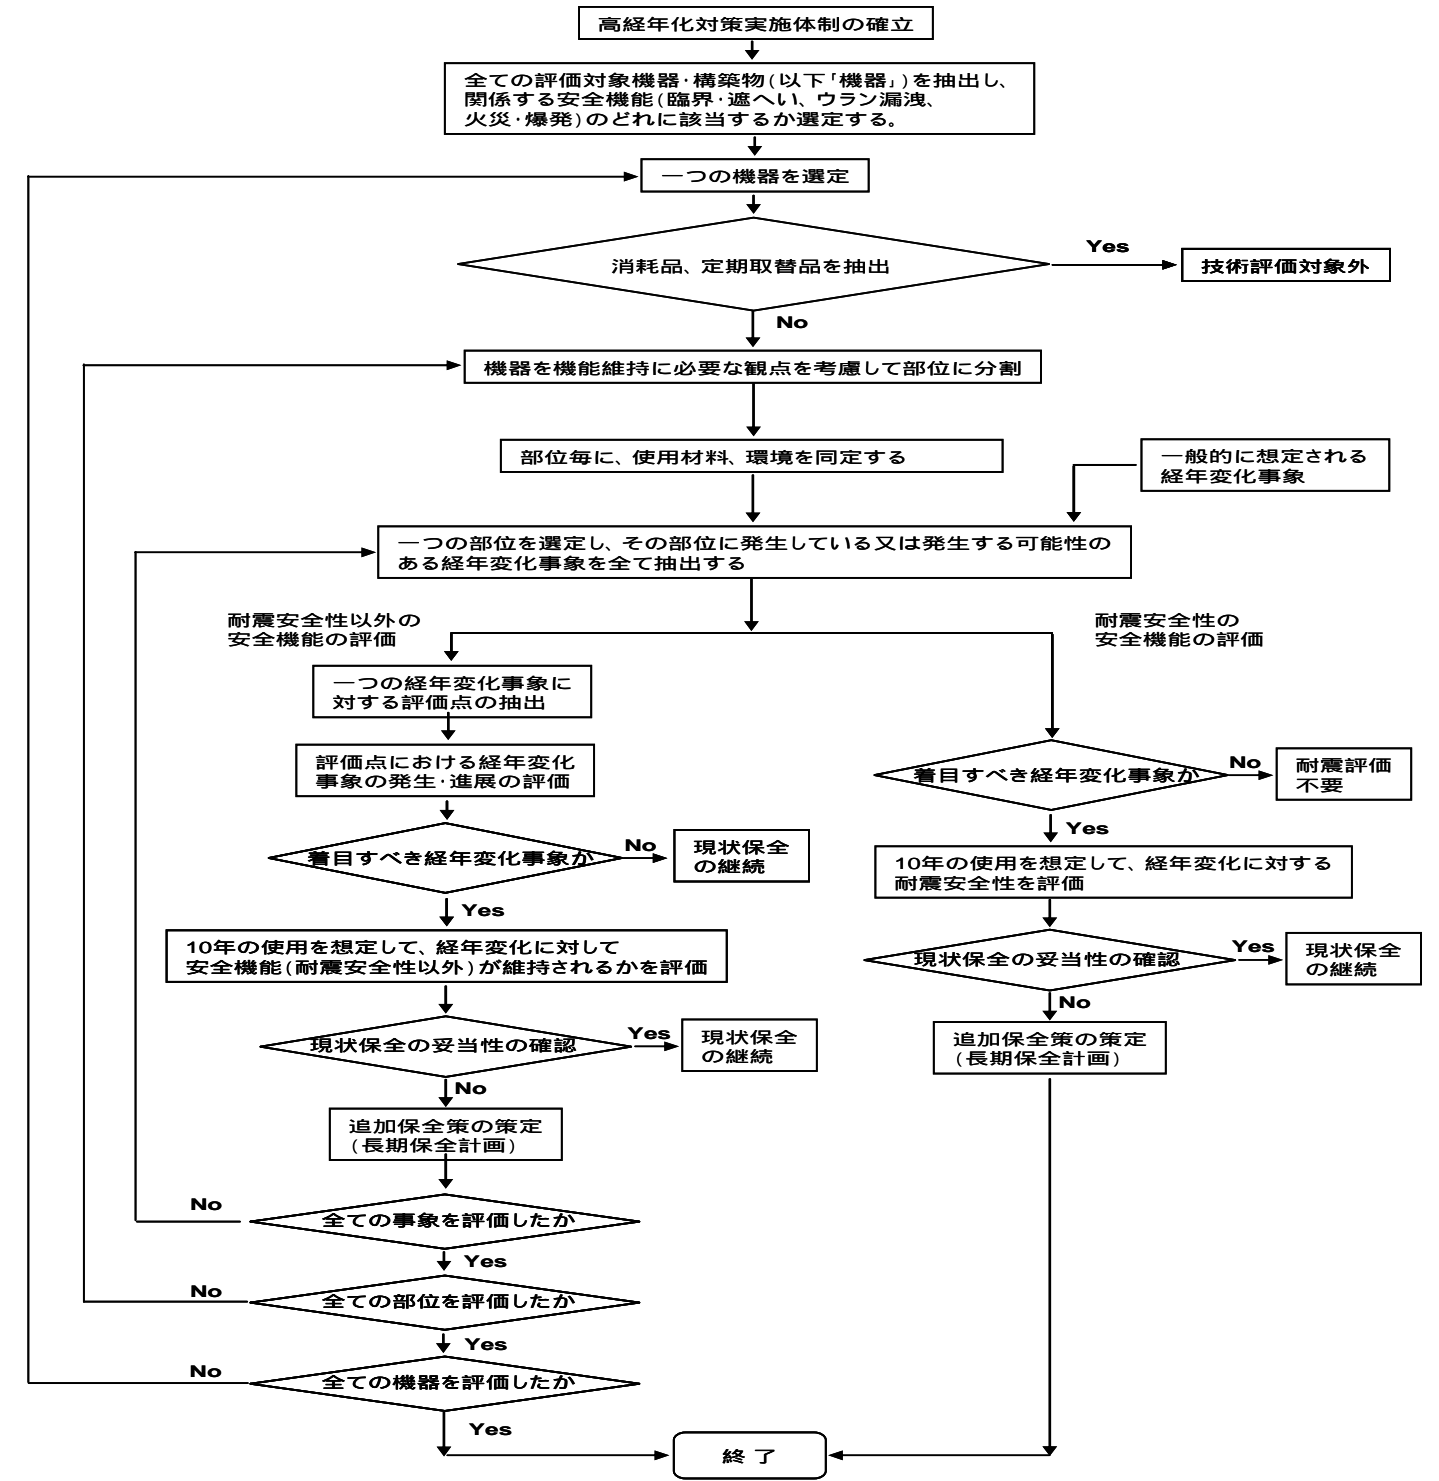 高経年化対策実施体制の確立
全ての評価対象機器・構築物(以下「機器」)を抽出し、
関係する安全機能(臨界・遮へい、ウラン漏洩、
火災・爆発)のどれに該当するか選定する。
一つの機器を選定
消耗品、定期取替品を抽出
Yes
技術評価対象外
No
機器を機能維持に必要な観点を考慮して部位に分割
部位毎に、使用材料、環境を同定する
一般的に想定される
経年変化事象
一つの部位を選定し、その部位に発生している又は発生する可能性の
ある経年変化事象を全て抽出する
耐震安全性以外の
安全機能の評価
耐震安全性の
安全機能の評価
一つの経年変化事象に
対する評価点の抽出
評価点における経年変化
事象の発生・進展の評価
着目すべき経年変化事象か
No
現状保全
の継続
Yes
10年の使用を想定して、経年変化に対して
安全機能(耐震安全性以外)が維持されるかを評価
現状保全の妥当性の確認
Yes
現状保全
の継続
No
追加保全策の策定
(長期保全計画)
着目すべき経年変化事象か
No
耐震評価
不要
Yes
10年の使用を想定して、経年変化に対する
耐震安全性を評価
現状保全の妥当性の確認
Yes
現状保全
の継続
No
追加保全策の策定
(長期保全計画)
No
全ての事象を評価したか
Yes
No
全ての部位を評価したか
Yes
No
全ての機器を評価したか
Yes
終了